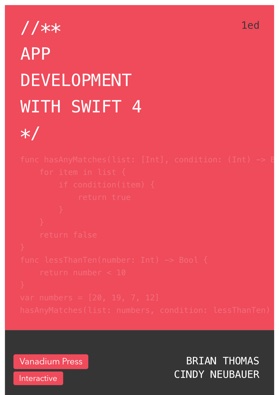 //**
1ed
APP
DEVELOPMENT
WITH SWIFT 4
*/
func hasAnyMatches(list: [Int], condition: (Int) -> B
for item in list {
if condition(item) {
return true
}
}
return false
}
func lessThanTen(number: Int) -> Bool {
return number < 10
}
var numbers = [20, 19, 7, 12]
hasAnyMatches(list: numbers, condition: lessThanTen)
Vanadium Press
Interactive
BRIAN THOMAS
CINDY NEUBAUER